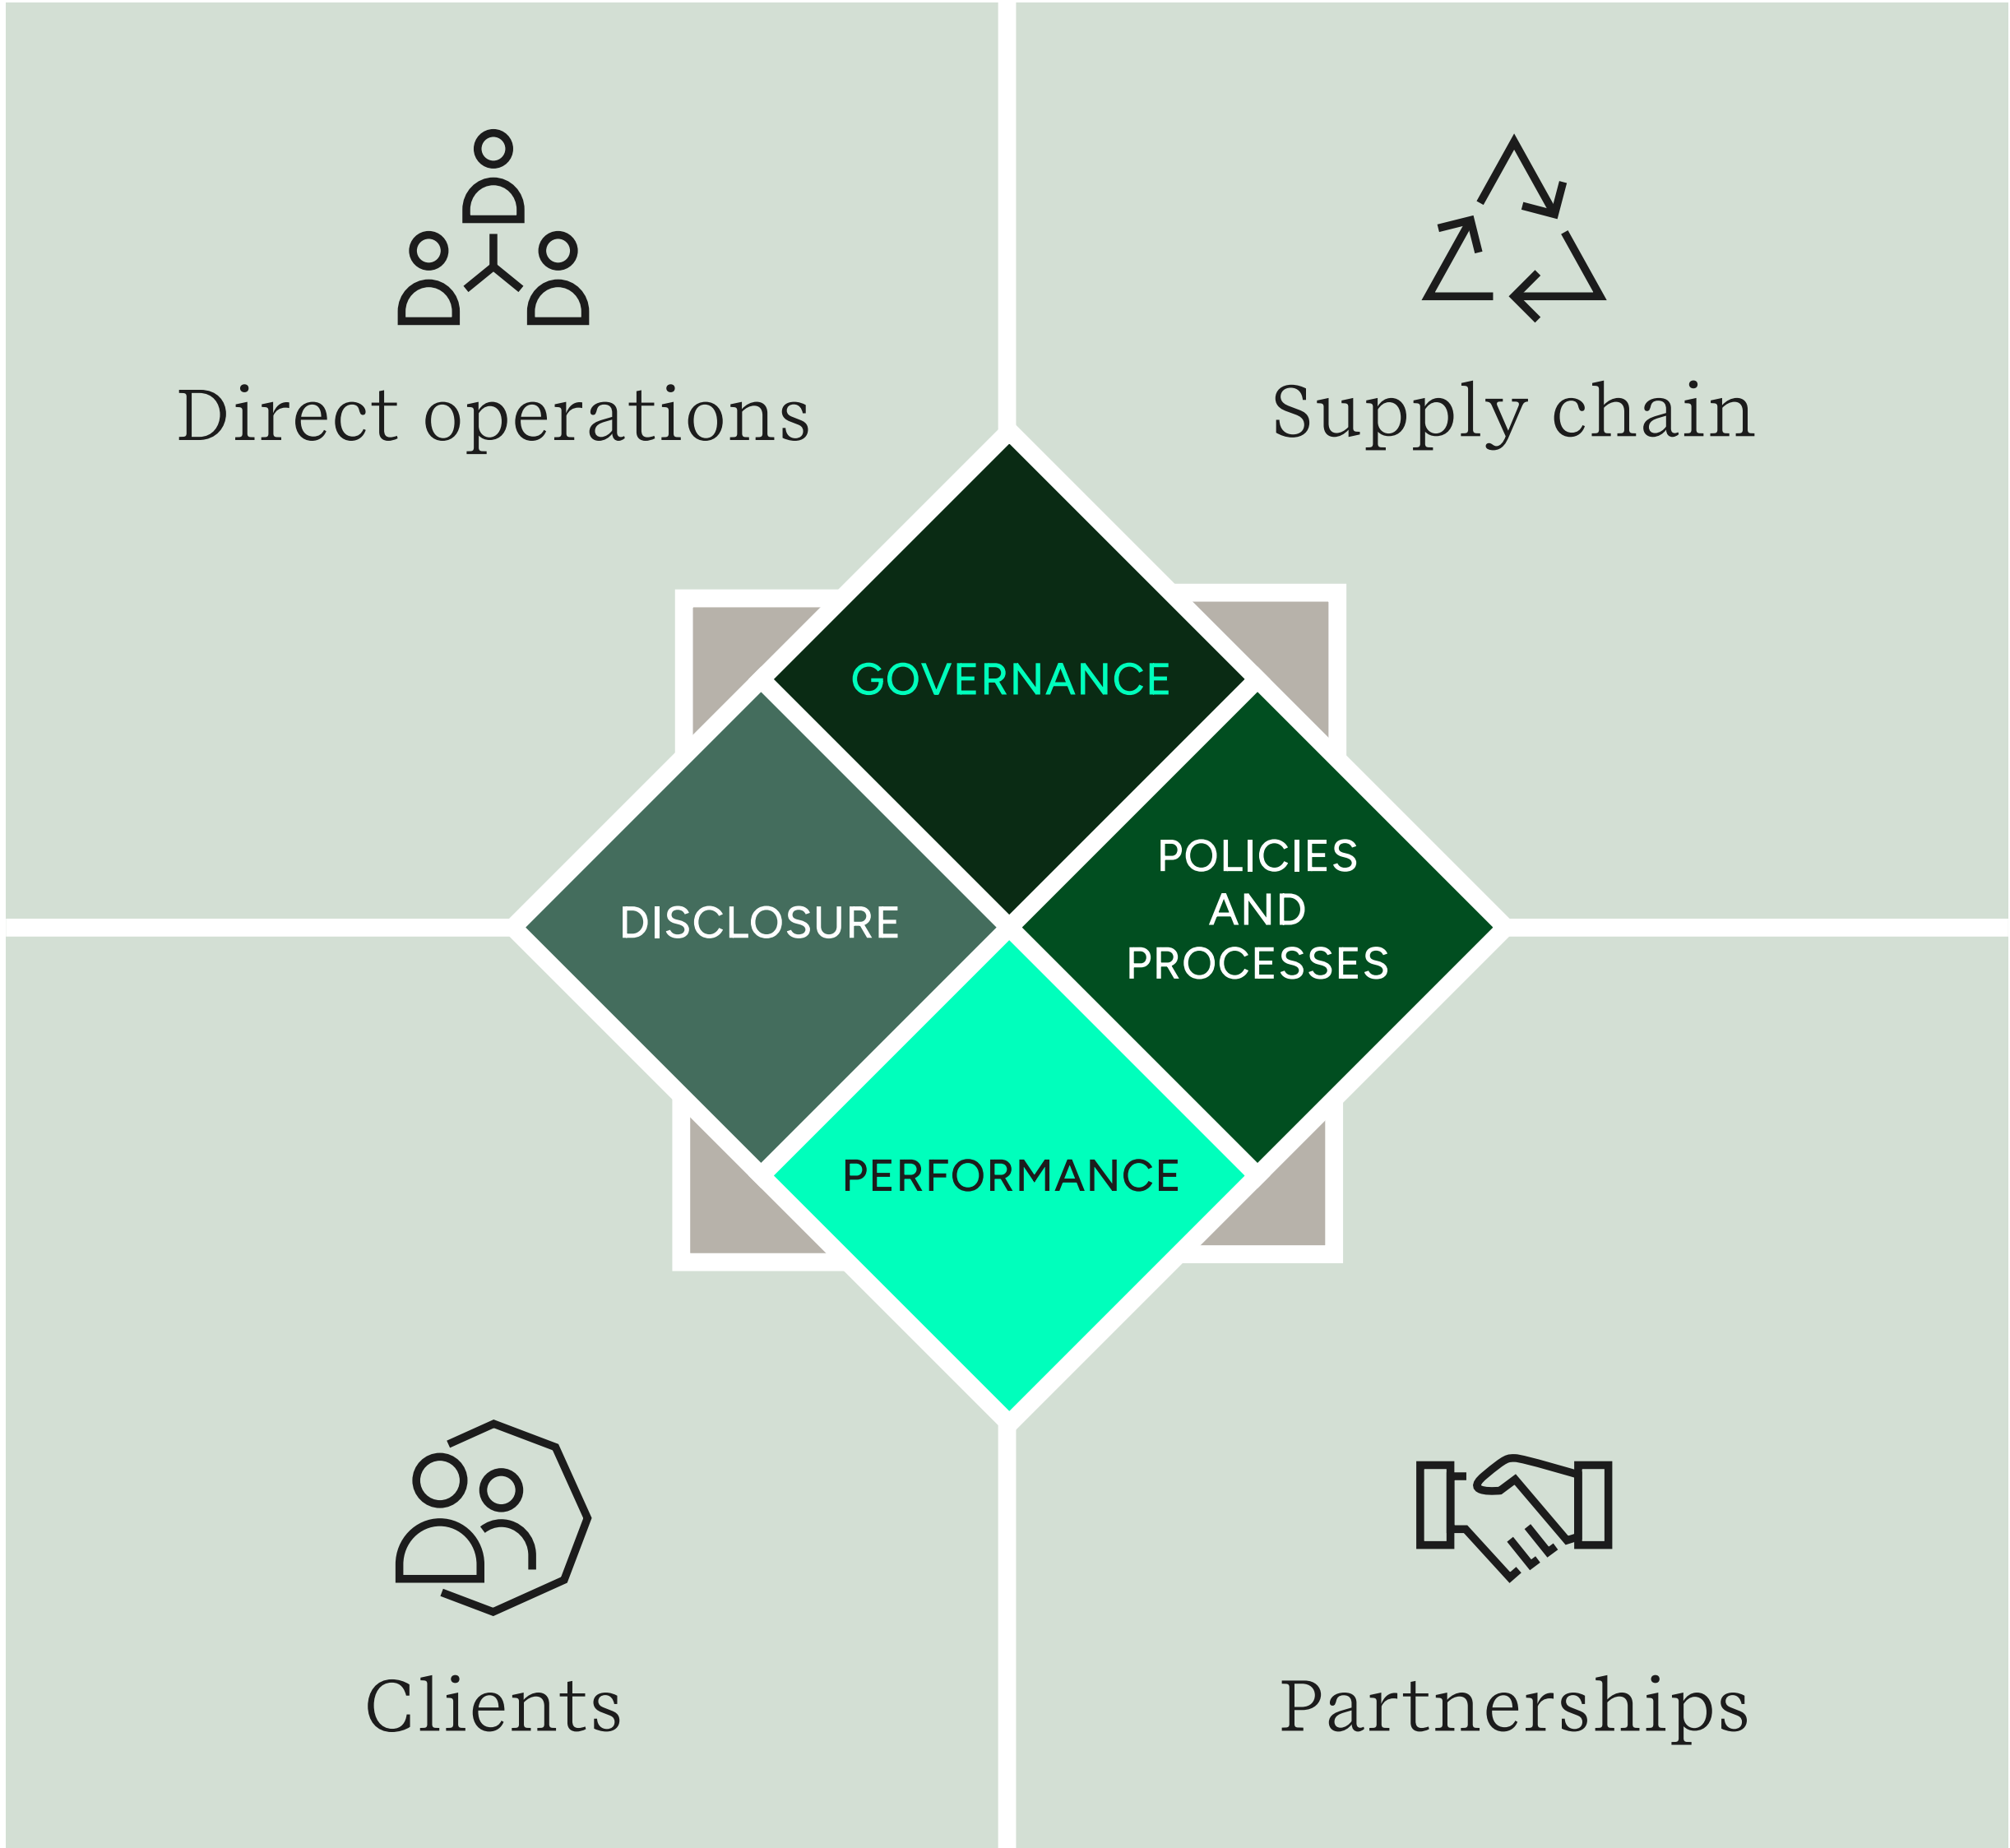 Direct operations
Supply chain
GOVERNANCE
DISCLOSURE
POLICIES
AND
PROCESSES
PERFORMANCE
Clients
Partnerships